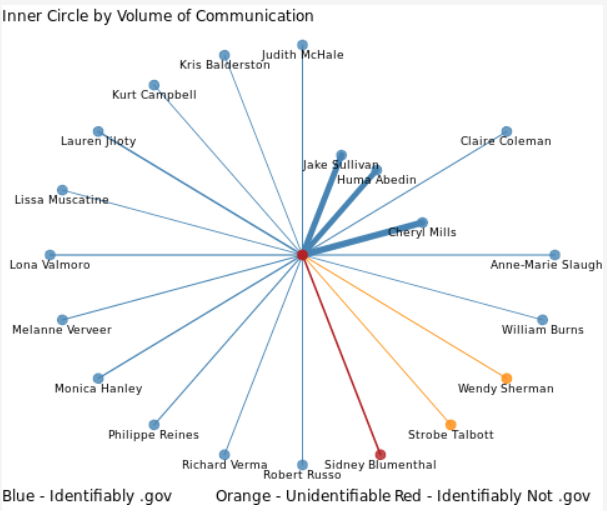 Inner Circle by Volume of Communication
Judith McHale
Kris Balderston
Kurt Campbell
Lauren Jiloty
Claire Coleman
Jake Sullivan
Huma Abedin
Lissa Muscatine
Cheryl Mills
Lona Valmoro
Anne-Marie Slaugh
Melanne Verveer
William Burns
Monica Hanley
Wendy Sherman
Philippe Reines
Strobe Talbott
Richard Verma
Sidney Blumenthal
Robert Russo
Blue - Identifiably .gov
Orange - Unidentifiable
Red - Identifiably Not .gov